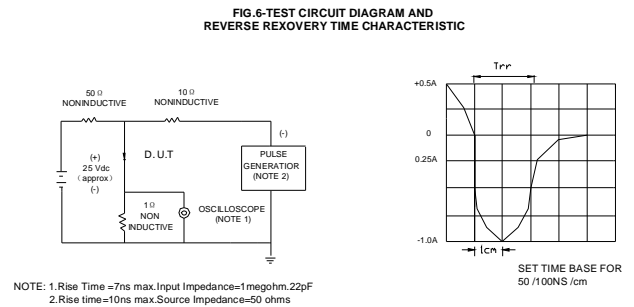 FIG.6-TEST CIRCUIT DIAGRAM AND
REVERSE REXOVERY TIME CHARACTERISTIC
50 Ω
NONINDUCTIVE
10 Ω
NONINDUCTIVE
(+)
25 Vdc
(approx)
(-)
D.U.T
1 Ω
NON
INDUCTIVE
OSCILLOSCOPE
(NOTE 1)
(-)
PULSE
GENERATIOR
(NOTE 2)
Trr
+0.5A
0
0.25A
-1.0A
1cm
SET TIME BASE FOR
50 /100NS /cm
NOTE: 1.Rise Time =7ns max.Input Impedance=1megohm.22pF
2.Rise time=10ns max.Source Impedance=50 ohms